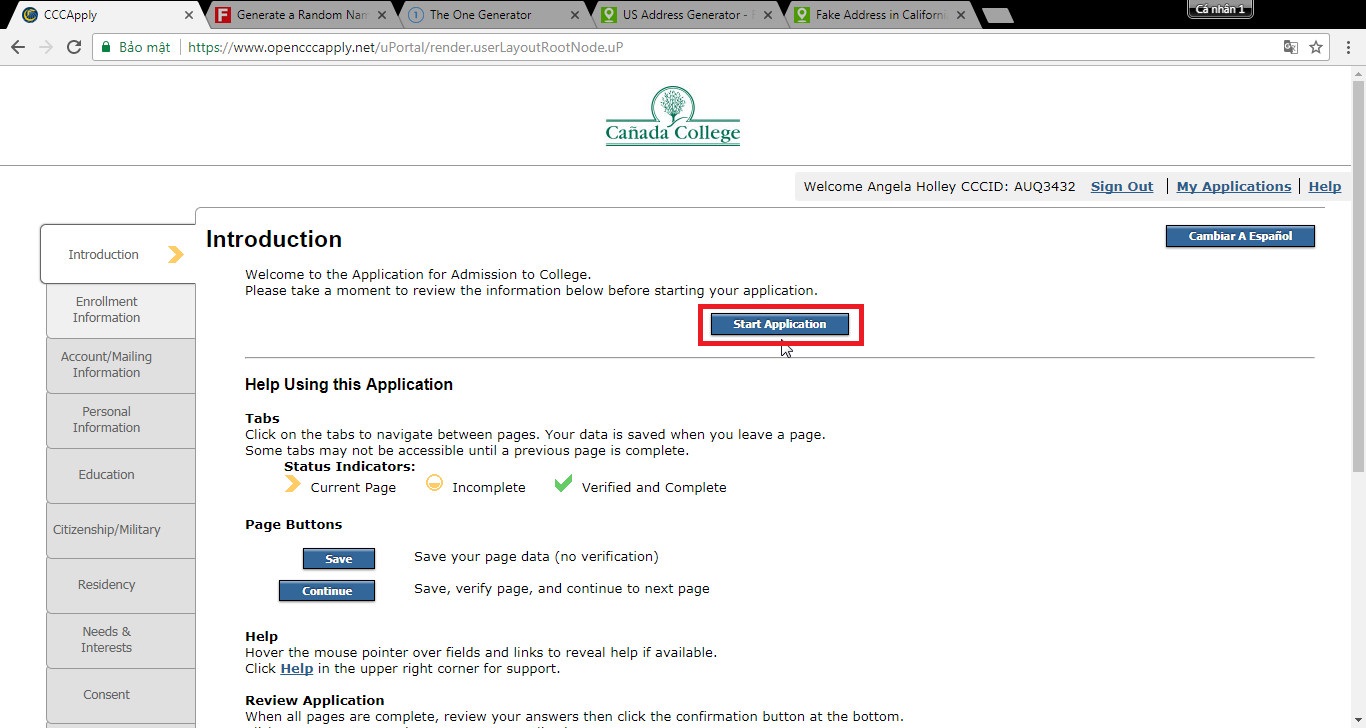 CCCApply
Generate a Random Nam
The One Generator
US Address Generator - F
Fake Address in Californi
Cá nhân 1
Bảo mật
https://www.opencccapply.net/uPortal/render.userLayoutRootNode.uP
Cañada College
Welcome Angela Holley CCCID: AUQ3432 Sign Out | My Applications | Help
Introduction
Cambiar A Español
Welcome to the Application for Admission to College.
Please take a moment to review the information below before starting your application.
Start Application
Introduction
Enrollment
Information
Account/Mailing
Information
Personal
Information
Education
Citizenship/Military
Residency
Needs &
Interests
Consent
Help Using this Application
Tabs
Click on the tabs to navigate between pages. Your data is saved when you leave a page.
Some tabs may not be accessible until a previous page is complete.
Status Indicators:
Current Page Incomplete Verified and Complete
Page Buttons
Save Save your page data (no verification)
Continue Save, verify page, and continue to next page
Help
Hover the mouse pointer over fields and links to reveal help if available.
Click Help in the upper right corner for support.
Review Application
When all pages are complete, review your answers then click the confirmation button at the bottom.